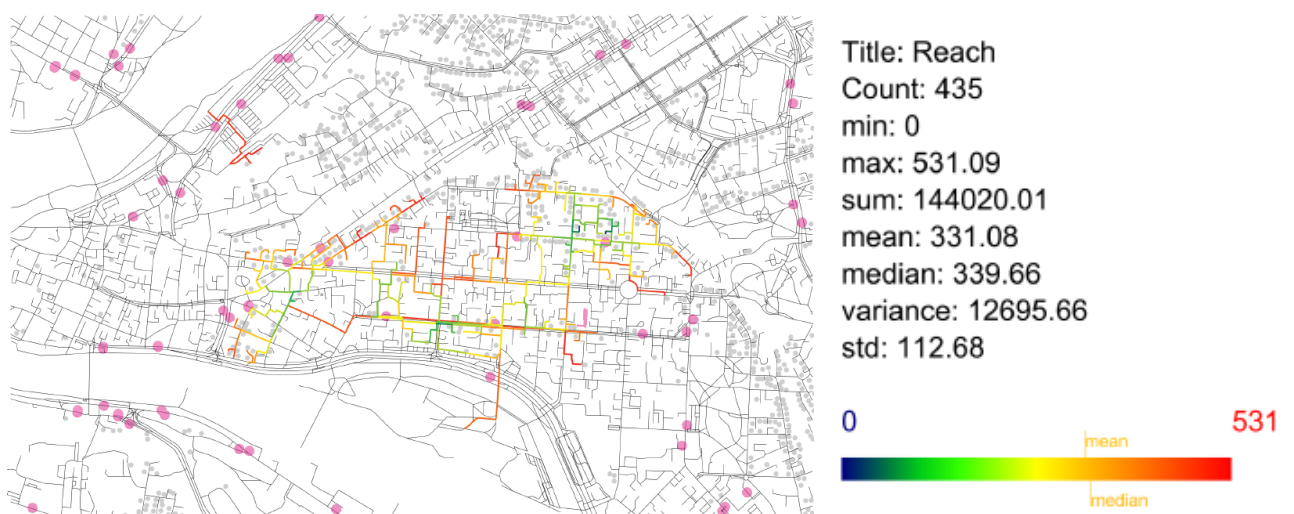 Title: Reach
Count: 435
min: 0
max: 531.09
sum: 144020.01
mean: 331.08
median: 339.66
variance: 12695.66
std: 112.68
0 531
mean
median